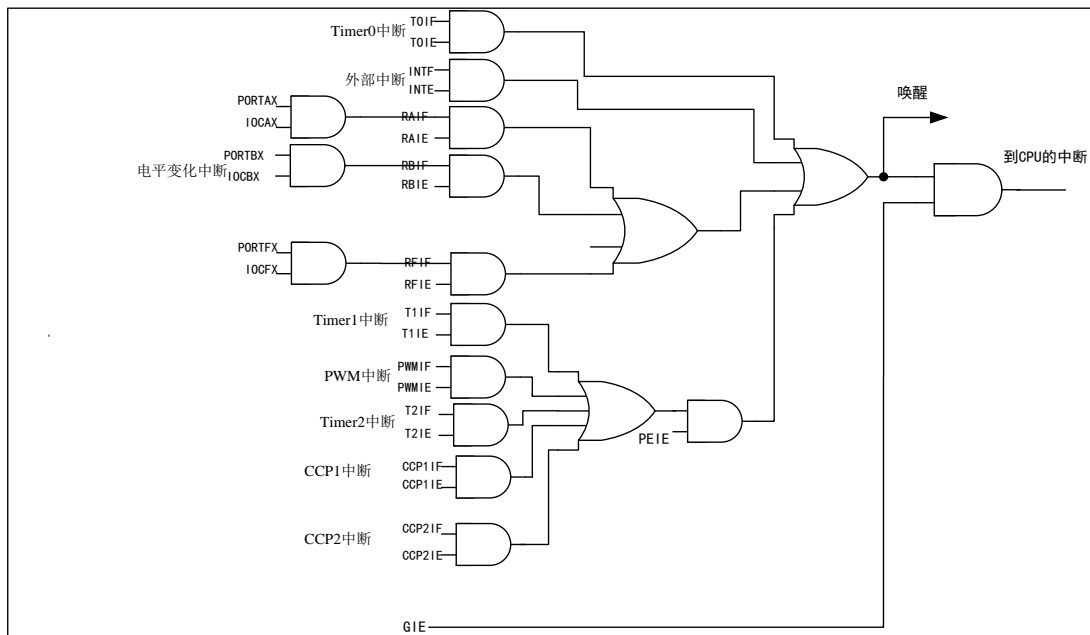 Timer0中断
T0IF
T0IE
外部中断
INTF
INTE
唤醒
PORTAX
IOCAX
RAIF
RAIE
到CPU的中断
电平变化中断
PORTBX
IOCBX
RBIF
RBIE
PORTFX
IOCFX
RFIF
RFIE
Timer1中断
T1IF
T1IE
PWM中断
PWMIF
PWMIE
Timer2中断
T2IF
T2IE
PEIE
CCP1中断
CCP1IF
CCP1IE
CCP2中断
CCP2IF
CCP2IE
GIE